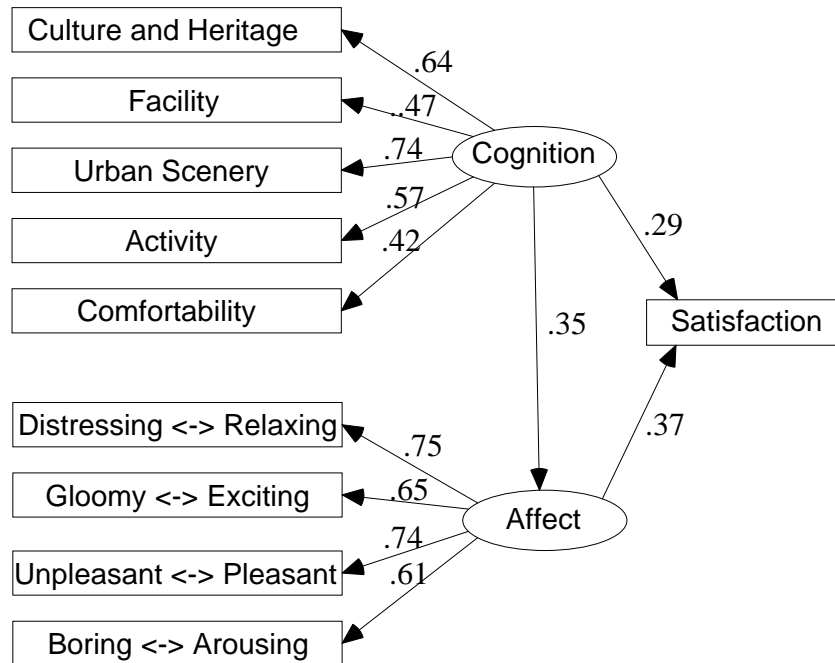 Culture and Heritage
.64
Facility
..47
Urban Scenery
.74
Cognition
.57
Activity
.42
.29
Comfortability
.35
Satisfaction
Distressing <-> Relaxing
.75
.37
Gloomy <-> Exciting
.65
Affect
.74
Unpleasant <-> Pleasant
.61
Boring <-> Arousing